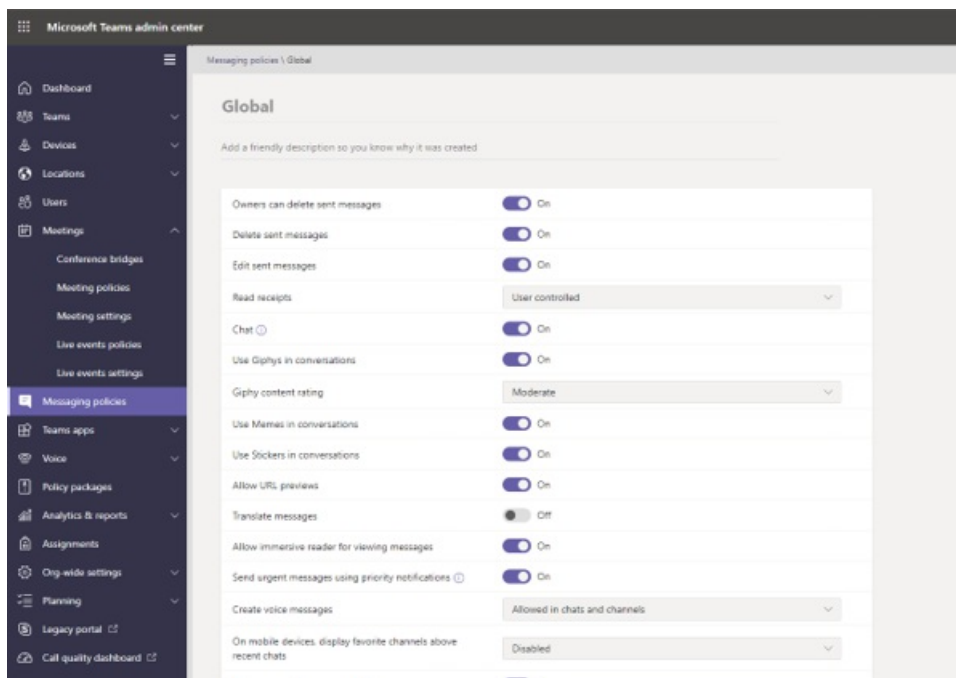 Microsoft Teams admin center
Messaging policies \ Global
Dashboard
Teams
Devices
Locations
Users
Meetings
Conference bridges
Meeting policies
Meeting settings
Live events policies
Live events settings
Messaging policies
Teams apps
Voice
Policy packages
Analytics & reports
Assignments
Org-wide settings
Planning
Legacy portal
Call quality dashboard
Global
Add a friendly description so you know why it was created
Owners can delete sent messages On
Delete sent messages On
Edit sent messages On
Read receipts User controlled
Chat On
Use Giphys in conversations On
Giphy content rating Moderate
Use Memes in conversations On
Use Stickers in conversations On
Allow URL previews On
Translate messages Off
Allow immersive reader for viewing messages On
Send urgent messages using priority notifications On
Create voice messages Allowed in chats and channels
On mobile devices, display favorite channels above
recent chats Disabled